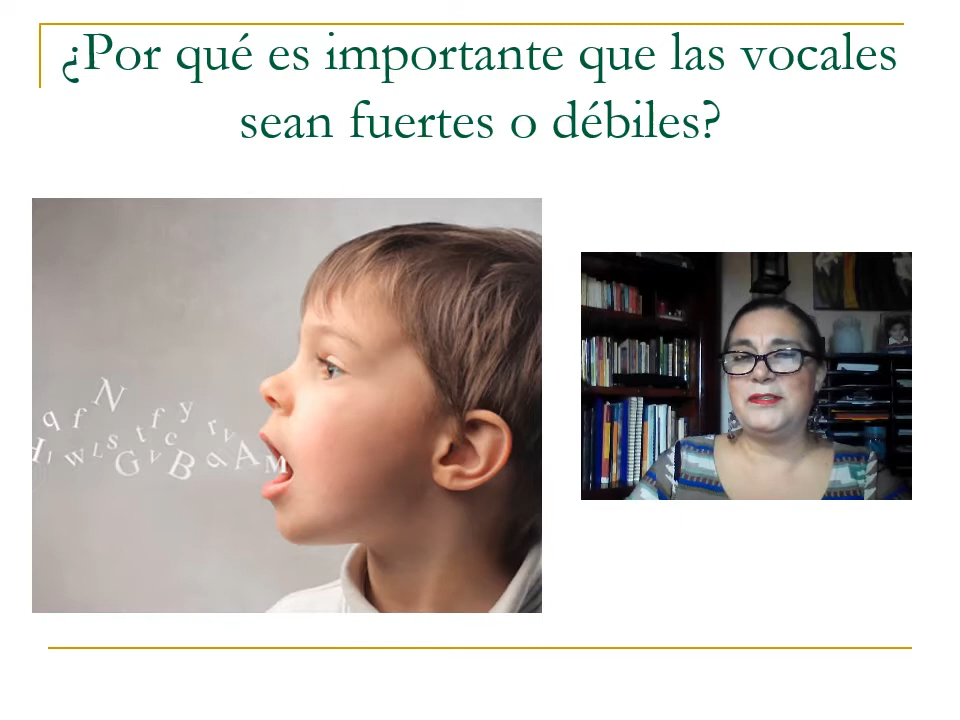 ¿Por qué es importante que las vocales
sean fuertes o débiles?
N
q f f y r v
H l w L s t c
G v B a A M